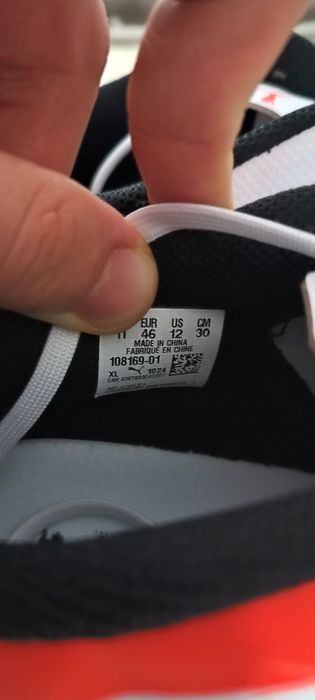 EUR US CM
11 46 12 30
MADE IN CHINA
FABRIQUÉ EN CHINE
108169-01
XL 1024